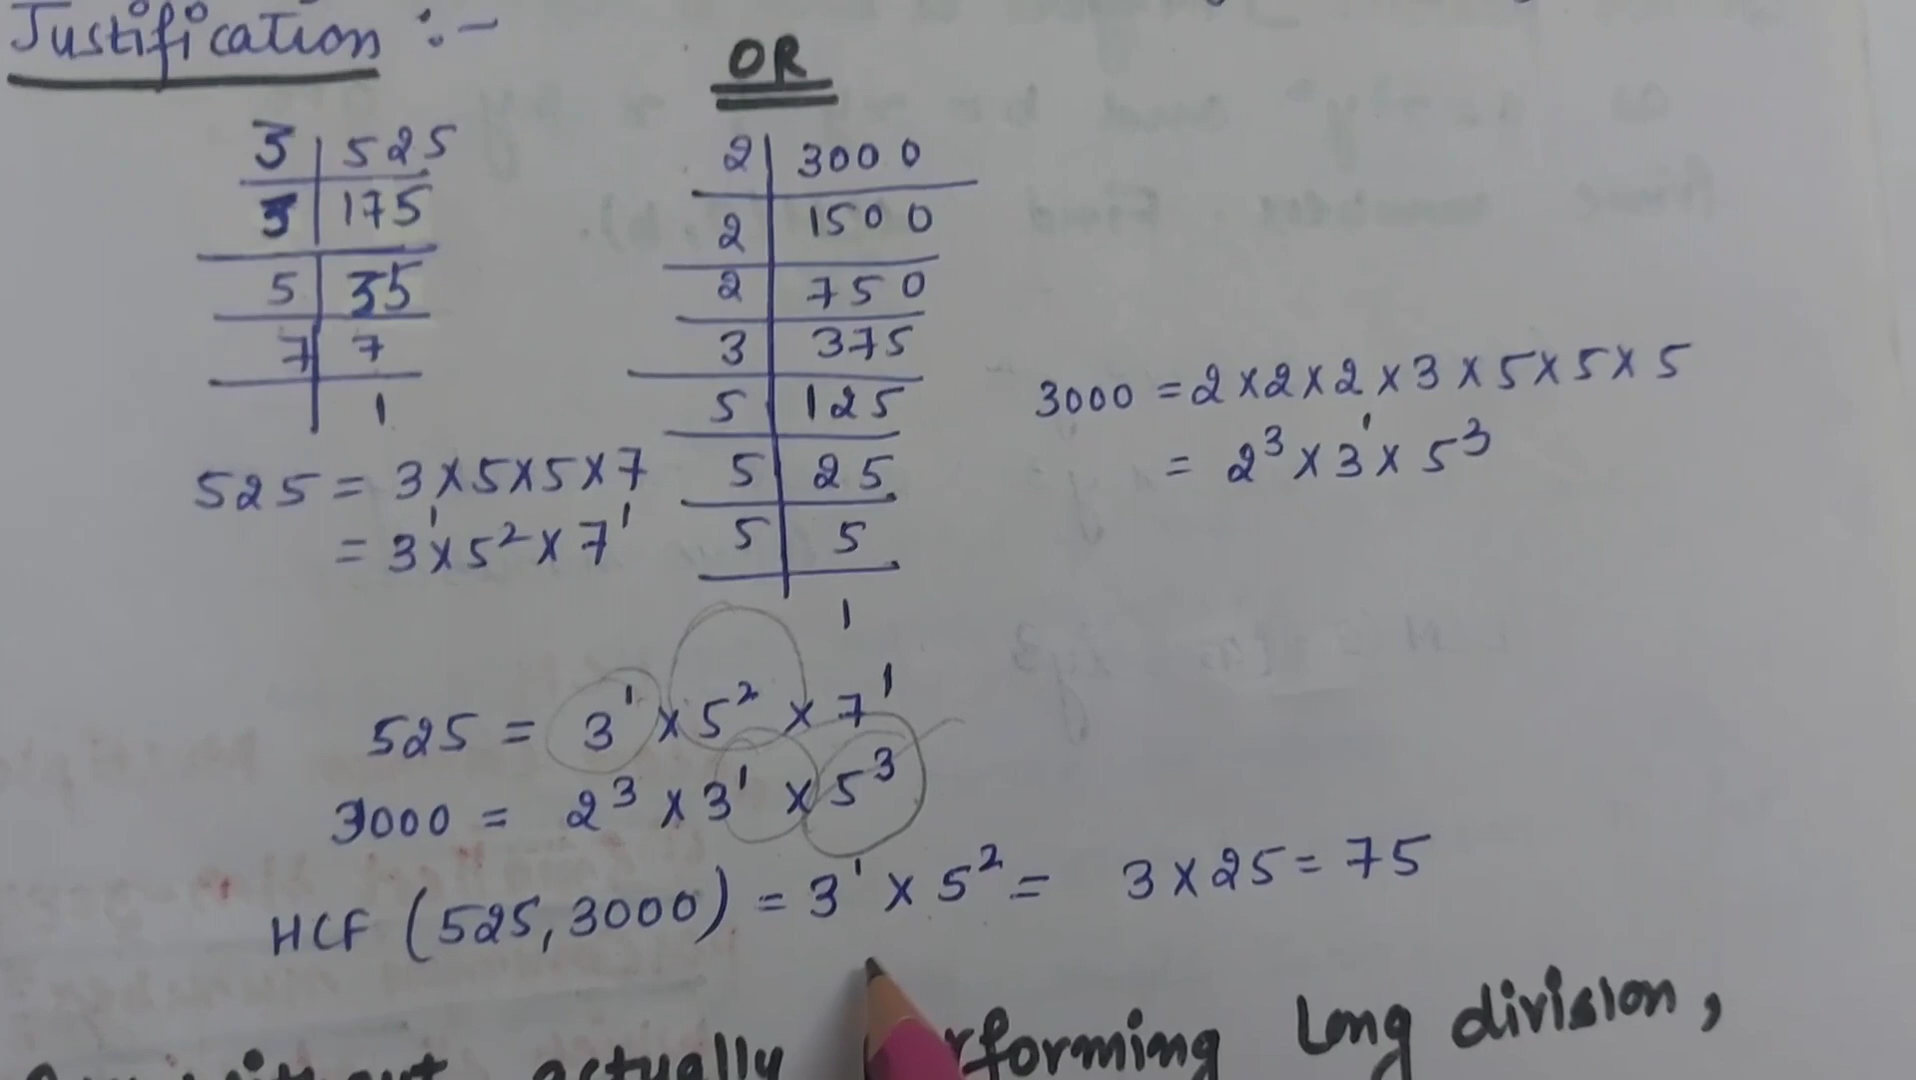 Justification :-
OR
3 | 525
3 | 175
5 | 35
7 | 7
1
525 = 3×5×5×7
= 3¹×5²×7¹
2 | 3000
2 | 1500
2 | 750
3 | 375
5 | 125
5 | 25
5 | 5
1
3000 = 2×2×2×3×5×5×5
= 2³×3¹×5³
525 = 3¹×5²×7¹
3000 = 2³×3¹×5³
HCF (525,3000) = 3¹×5² = 3×25=75
actually rforming Long division,